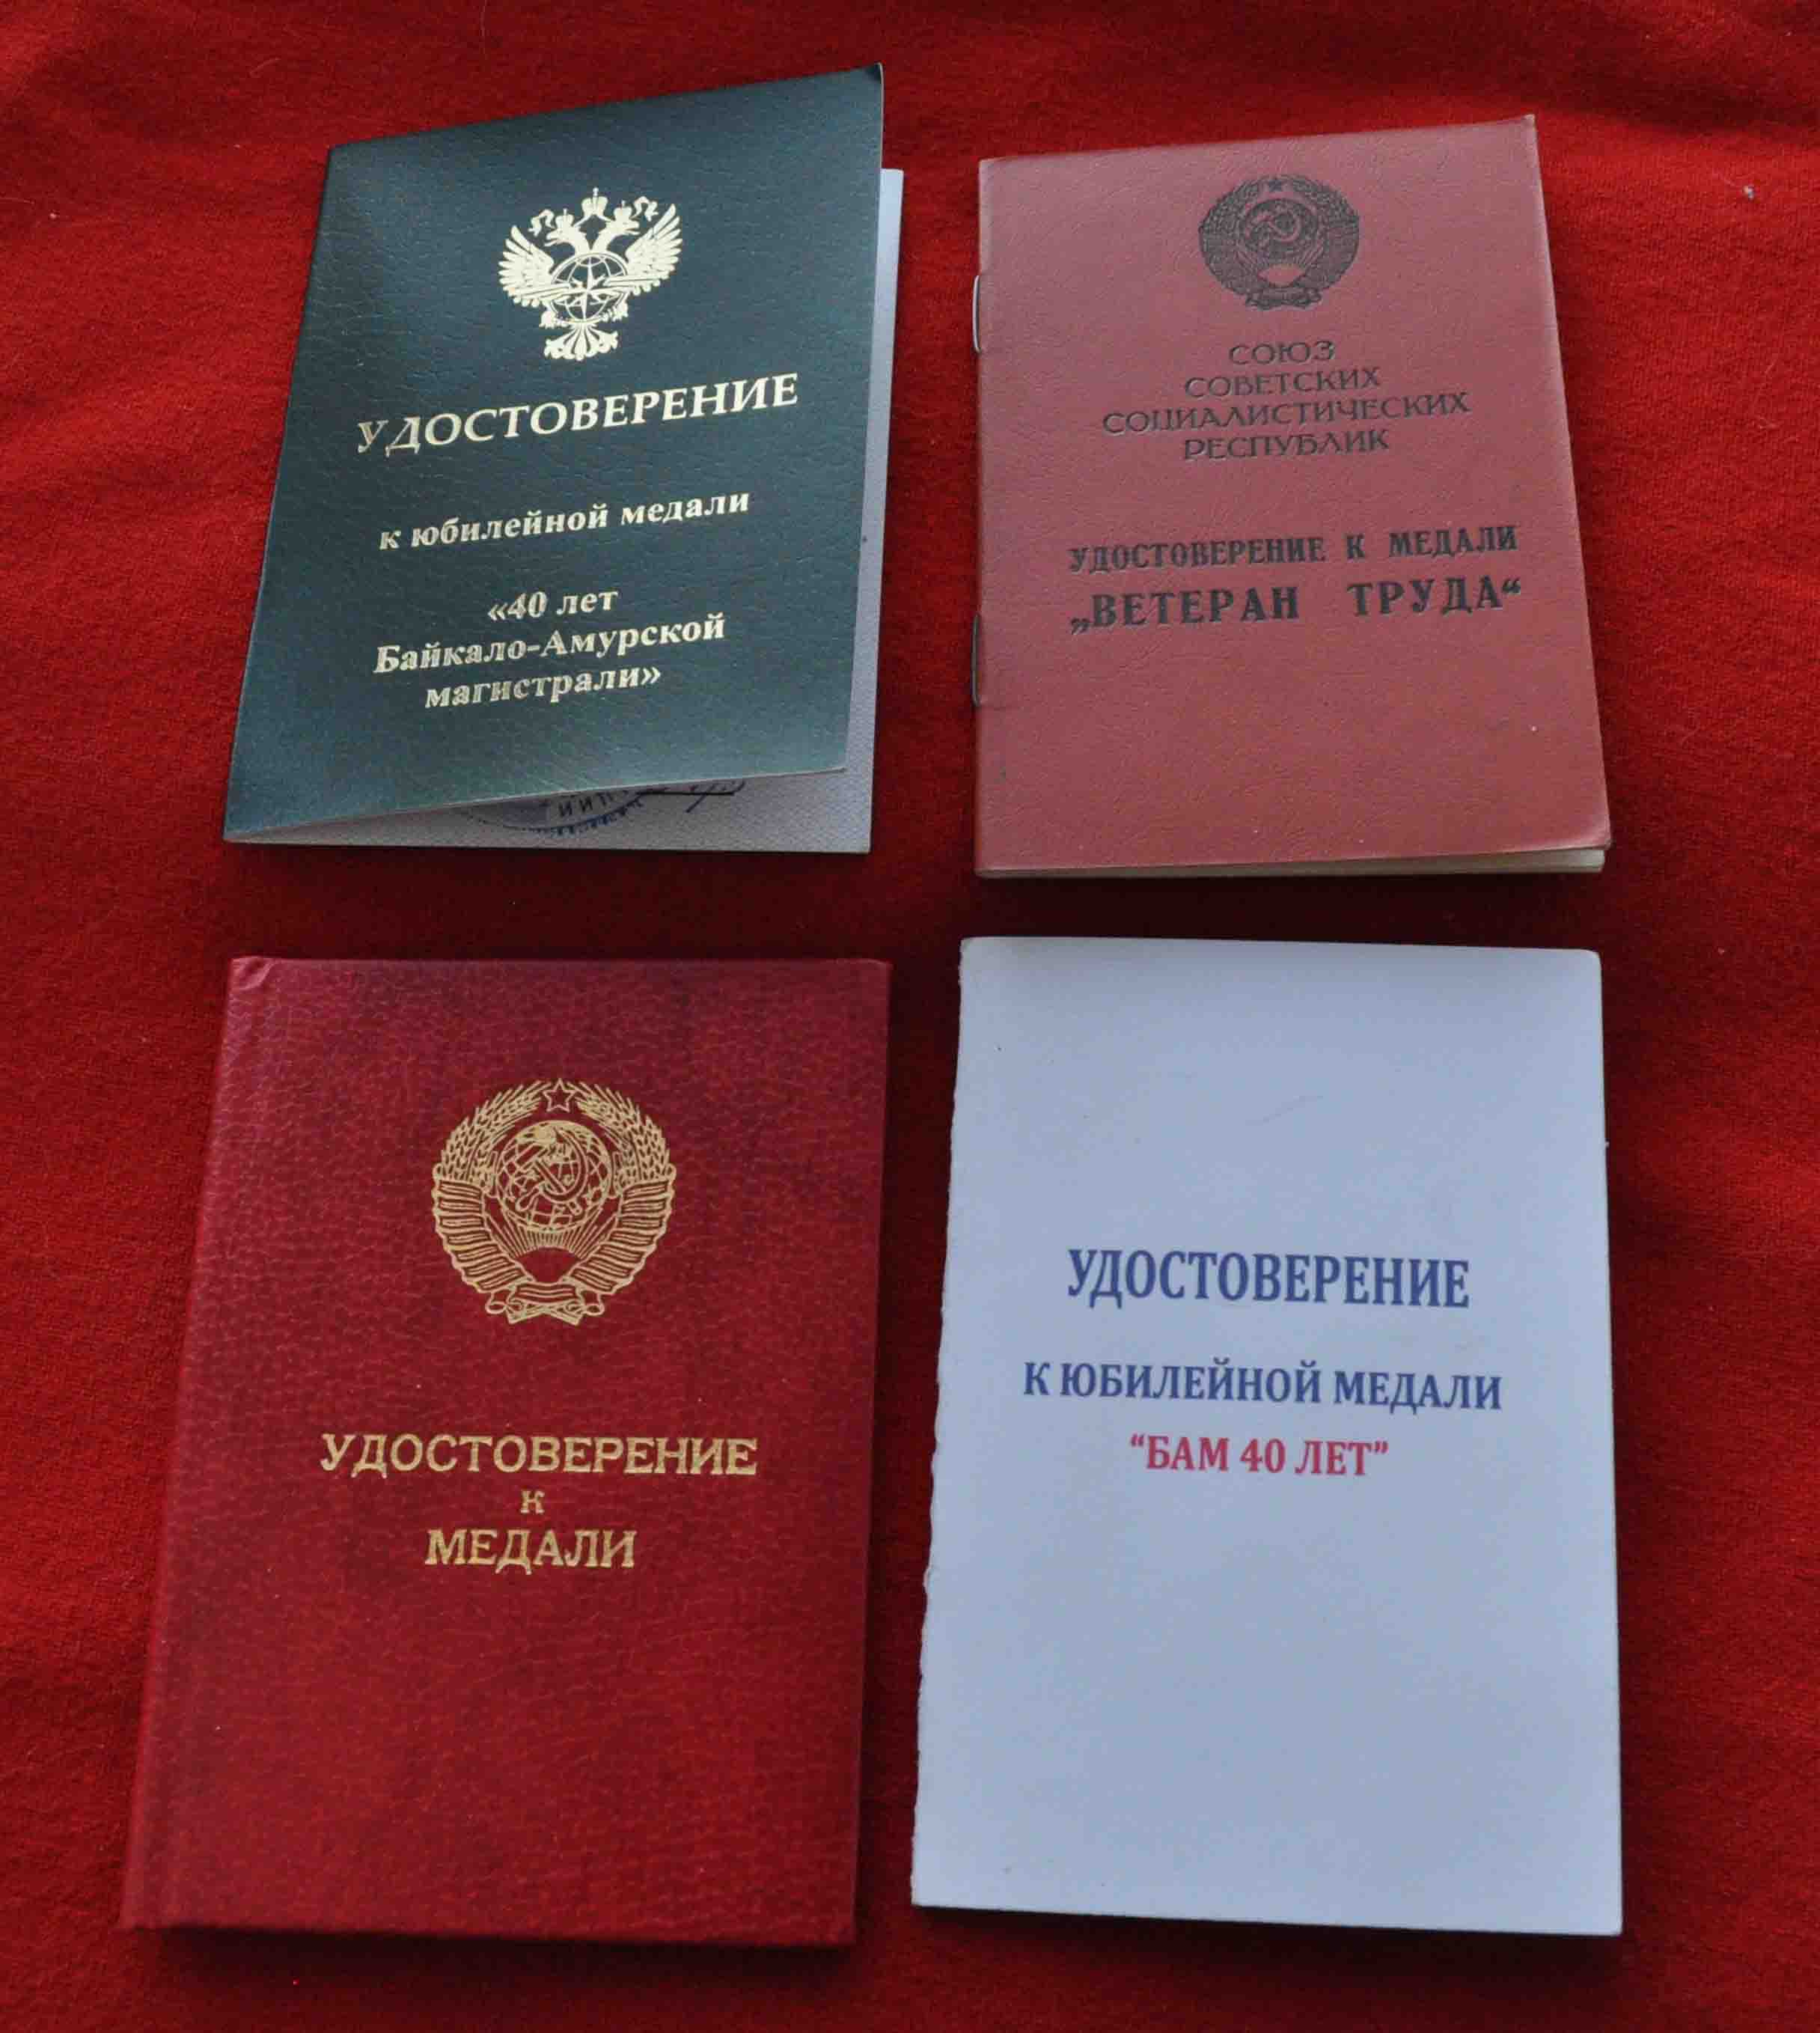 УДОСТОВЕРЕНИЕ
к юбилейной медали
«40 лет
Байкало-Амурской
магистрали»
СОЮЗ
СОВЕТСКИХ
СОЦИАЛИСТИЧЕСКИХ
РЕСПУБЛИК
УДОСТОВЕРЕНИЕ К МЕДАЛИ
„ВЕТЕРАН ТРУДА“
УДОСТОВЕРЕНИЕ
К
МЕДАЛИ
УДОСТОВЕРЕНИЕ
К ЮБИЛЕЙНОЙ МЕДАЛИ
“БАМ 40 ЛЕТ”